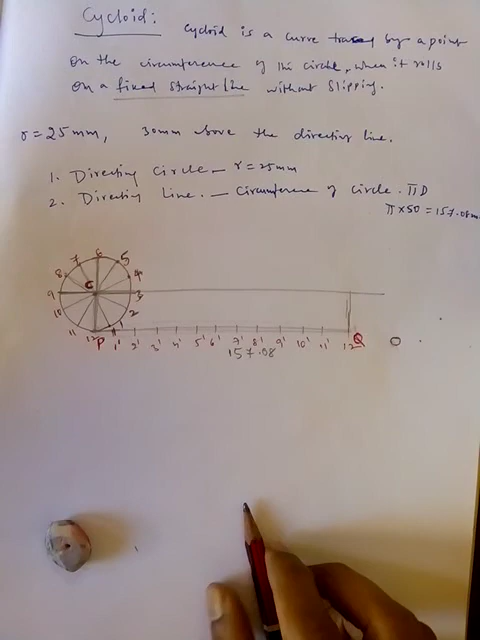 Cycloid:
Cycloid is a curve traced by a point
on the circumference of the circle, when it rolls
on a fixed straight line without slipping.
r=25mm, 30mm above the directing line.
1. Directing Circle - r=25mm
2. Directing Line. - Circumference of circle. ΠD
Π×50=157.08m
6
7 5
8 4
C
9 3
10 2
11 1
12 P 1' 2' 3' 4' 5' 6' 7' 8' 9' 10' 11' 12 Q O
157.08